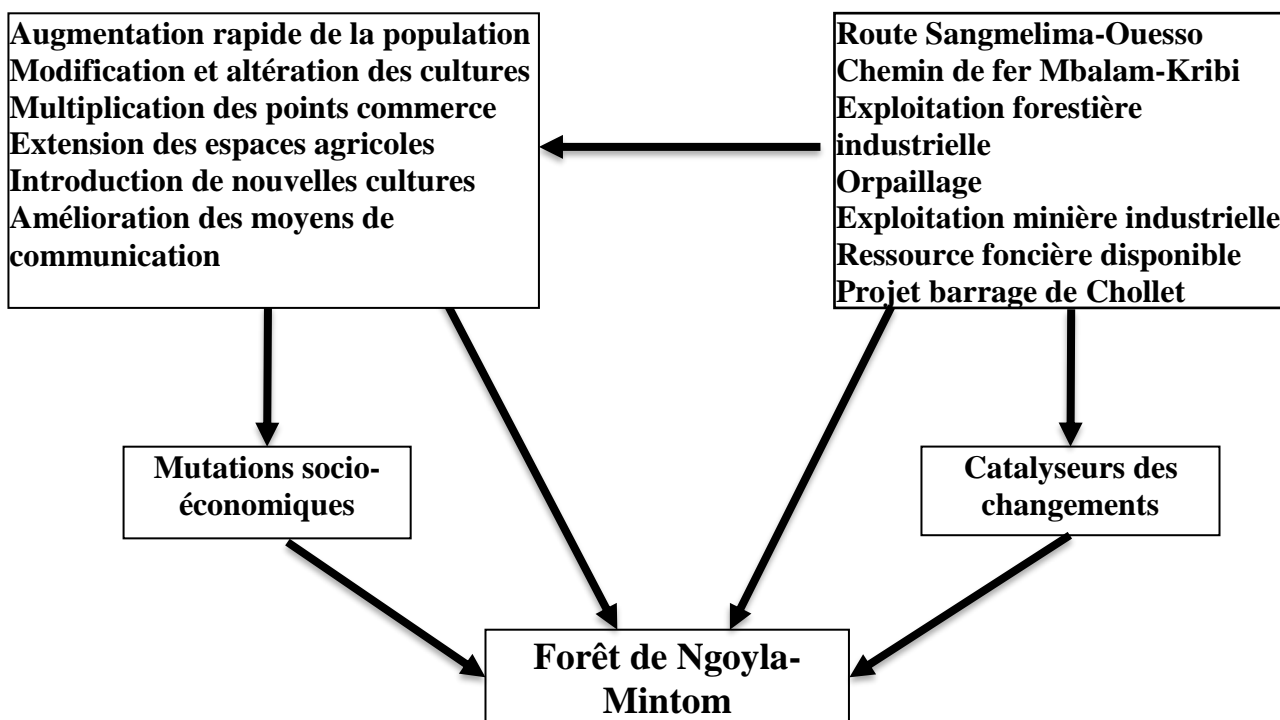 Augmentation rapide de la population
Modification et altération des cultures
Multiplication des points commerce
Extension des espaces agricoles
Introduction de nouvelles cultures
Amélioration des moyens de
communication
Route Sangmelima-Ouesso
Chemin de fer Mbalam-Kribi
Exploitation forestière
industrielle
Orpaillage
Exploitation minière industrielle
Ressource foncière disponible
Projet barrage de Chollet
Mutations socio-
économiques
Catalyseurs des
changements
Forêt de Ngoyla-
Mintom